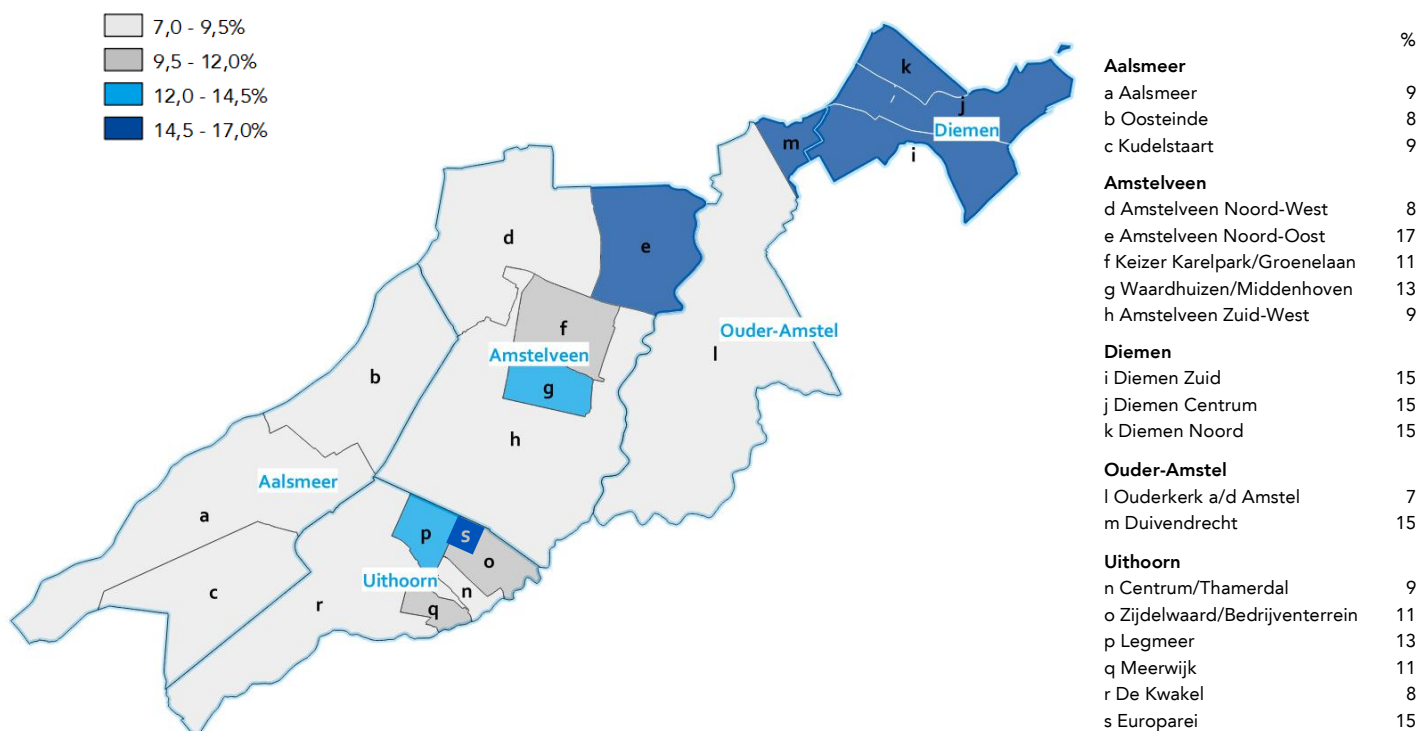 7,0 - 9,5%
9,5 - 12,0%
12,0 - 14,5%
14,5 - 17,0%
k
j
Diemen
m
i
d
e
f
Ouder-Amstel
Amstelveen
l
b
g
h
Aalsmeer
a
p
s
o
Uithoorn
c
n
r
q
%
Aalsmeer
a Aalsmeer 9
b Oosteinde 8
c Kudelstaart 9
Amstelveen
d Amstelveen Noord-West 8
e Amstelveen Noord-Oost 17
f Keizer Karelpark/Groenelaan 11
g Waardhuizen/Middenhoven 13
h Amstelveen Zuid-West 9
Diemen
i Diemen Zuid 15
j Diemen Centrum 15
k Diemen Noord 15
Ouder-Amstel
l Ouderkerk a/d Amstel 7
m Duivendrecht 15
Uithoorn
n Centrum/Thamerdal 9
o Zijdelwaard/Bedrijventerrein 11
p Legmeer 13
q Meerwijk 11
r De Kwakel 8
s Europarei 15